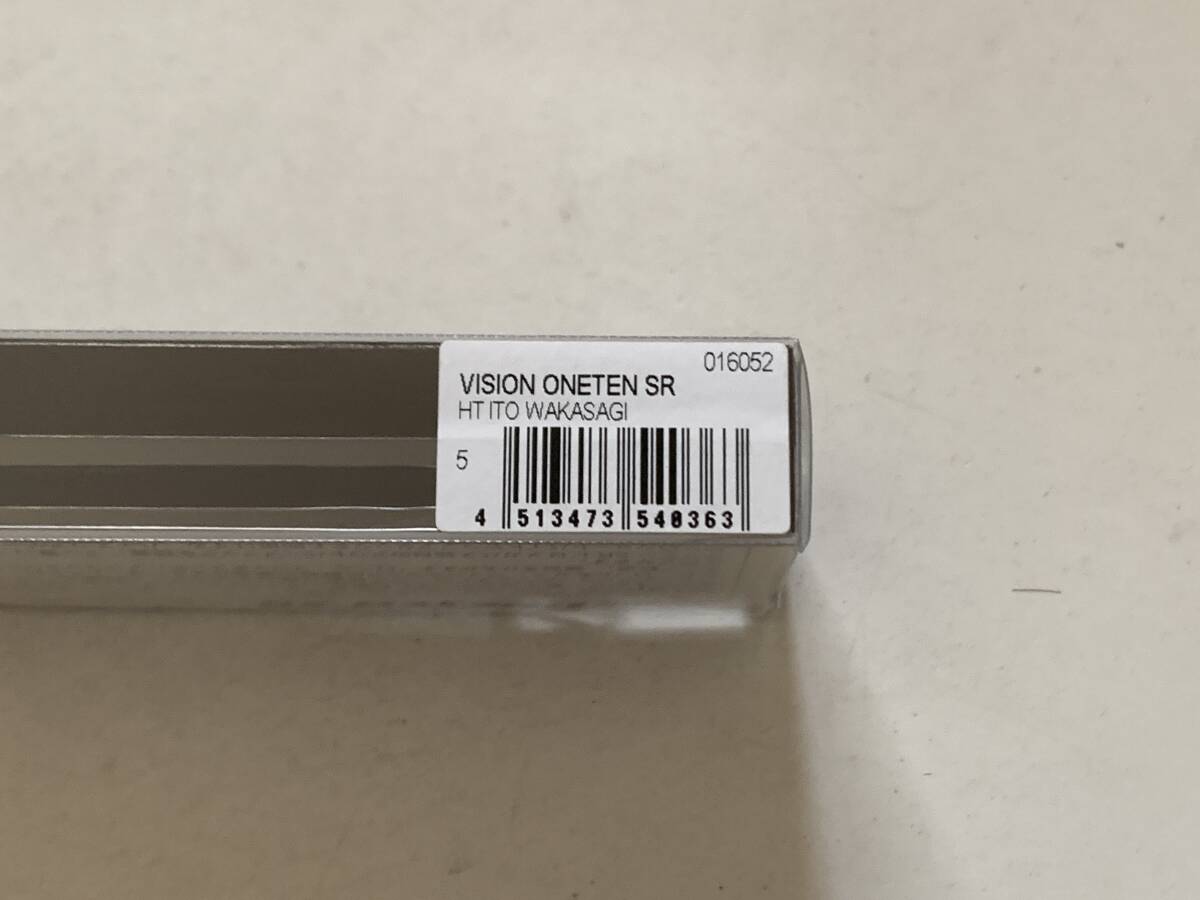 016052
VISION ONETEN SR
HT ITO WAKASAGI
5
4 513473 548363